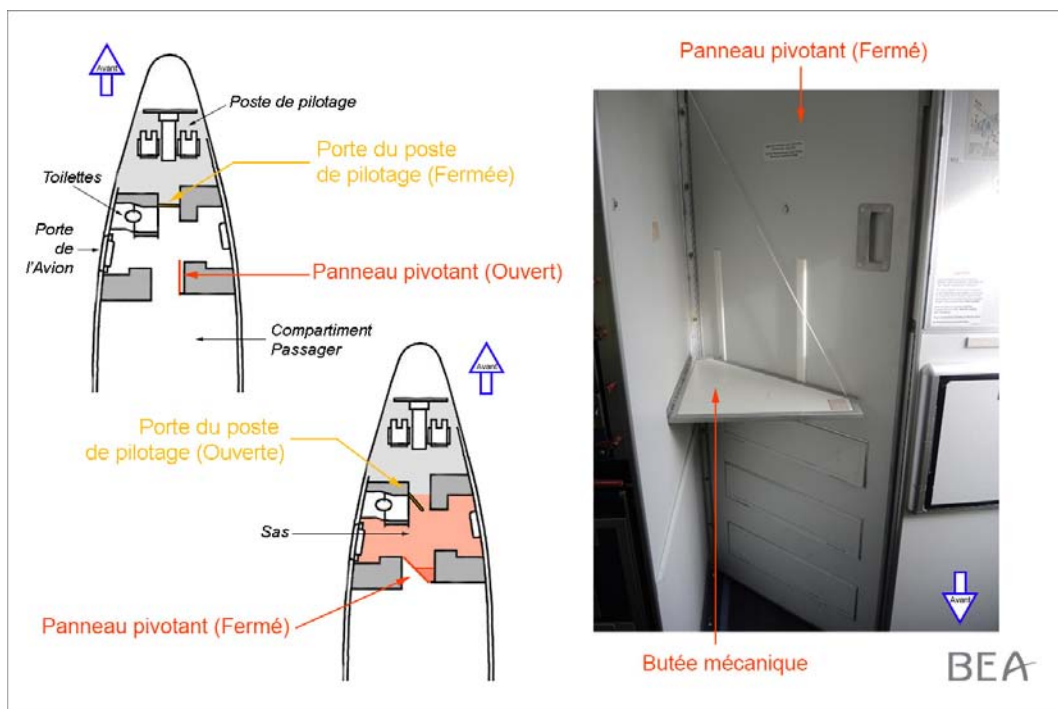 Avant
Poste de pilotage
Porte du poste
de pilotage (Fermée)
Toilettes
Porte
de
l'Avion
Panneau pivotant (Ouvert)
Compartiment
Passager
Avant
Porte du poste
de pilotage (Ouverte)
Sas
Panneau pivotant (Fermé)
Panneau pivotant (Fermé)
Avant
Butée mécanique
BEA